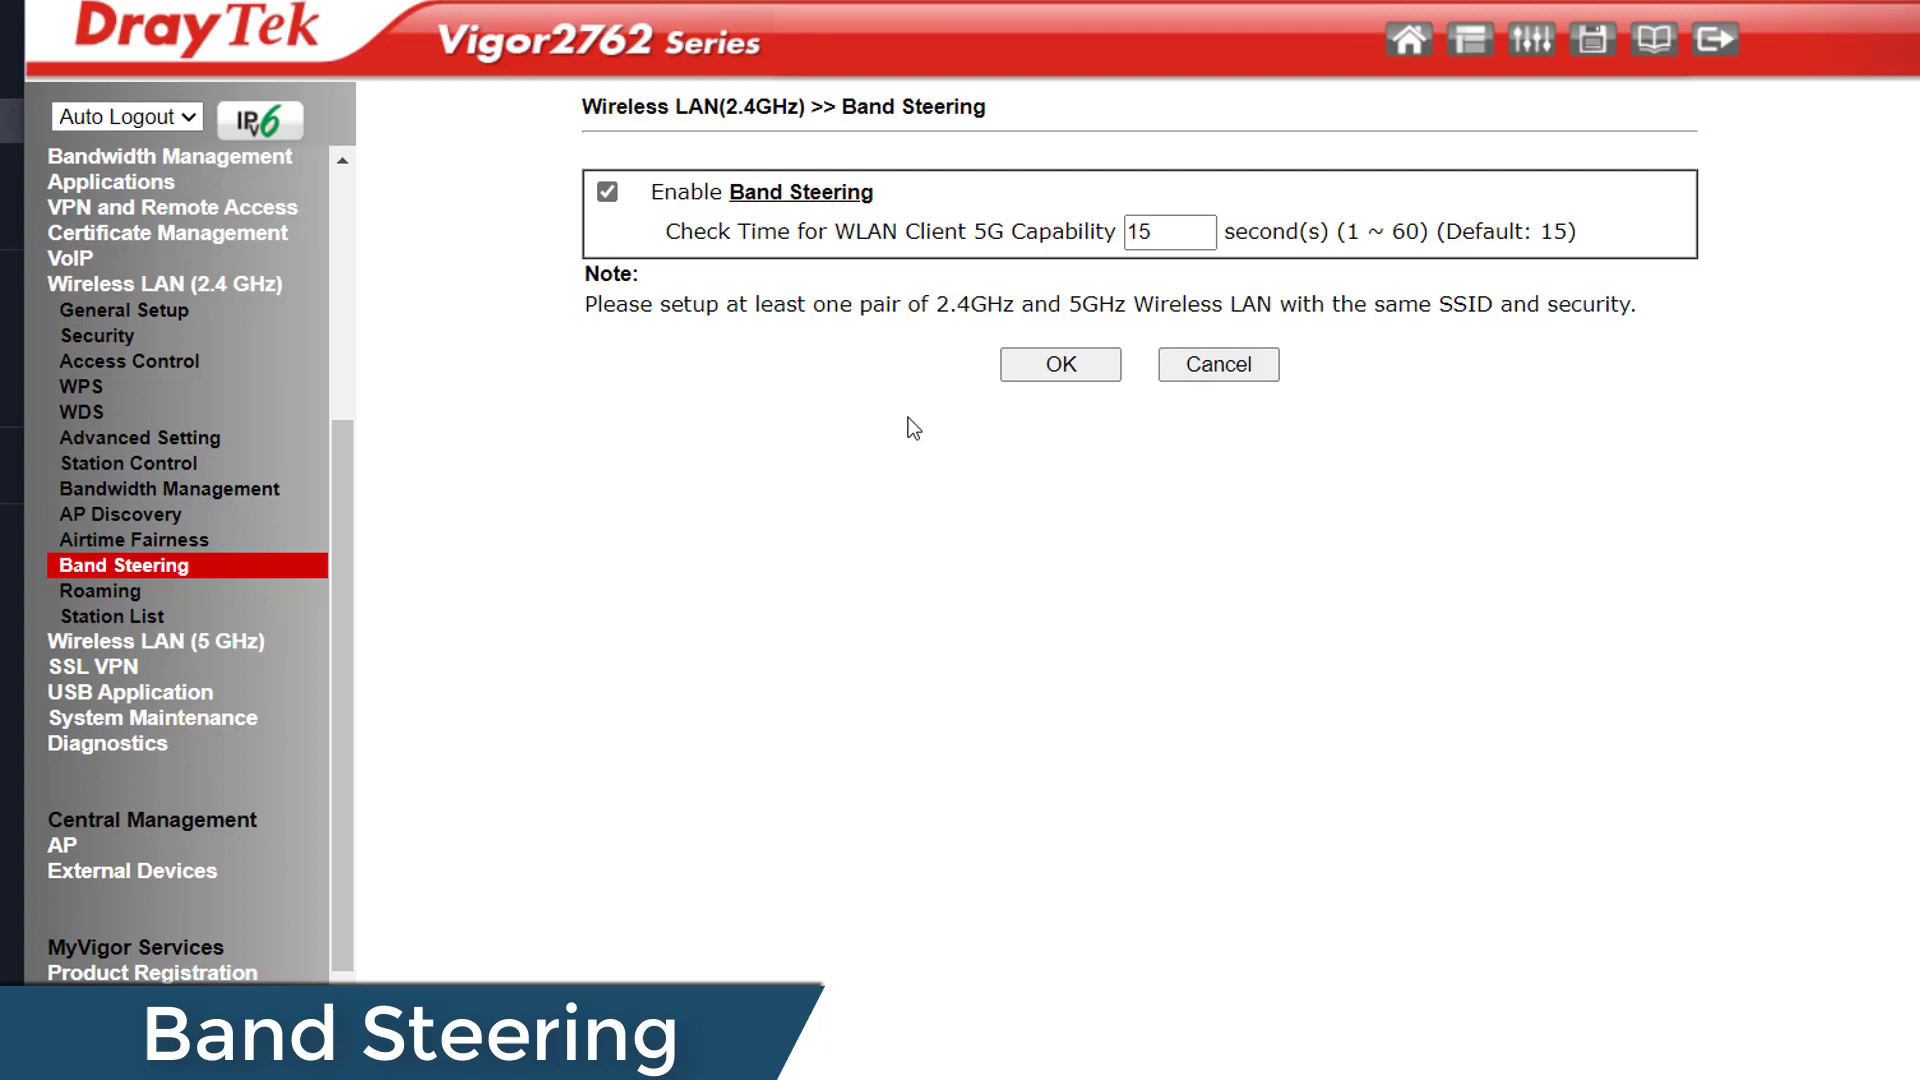 DrayTek
Vigor2762 Series
Auto Logout
IPv6
Bandwidth Management
Applications
VPN and Remote Access
Certificate Management
VoIP
Wireless LAN (2.4 GHz)
General Setup
Security
Access Control
WPS
WDS
Advanced Setting
Station Control
Bandwidth Management
AP Discovery
Airtime Fairness
Band Steering
Roaming
Station List
Wireless LAN (5 GHz)
SSL VPN
USB Application
System Maintenance
Diagnostics
Central Management
AP
External Devices
MyVigor Services
Product Registration
Wireless LAN(2.4GHz) >> Band Steering
Enable Band Steering
Check Time for WLAN Client 5G Capability 15 second(s) (1 ~ 60) (Default: 15)
Note:
Please setup at least one pair of 2.4GHz and 5GHz Wireless LAN with the same SSID and security.
OK Cancel
Band Steering